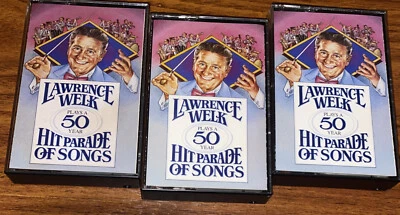 LAWRENCE
WELK
PLAYS A
50
YEAR
HIT PARADE
OF SONGS
LAWRENCE
WELK
PLAYS A
50
YEAR
HIT PARADE
OF SONGS
LAWRENCE
WELK
PLAYS A
50
YEAR
HIT PARADE
OF SONGS